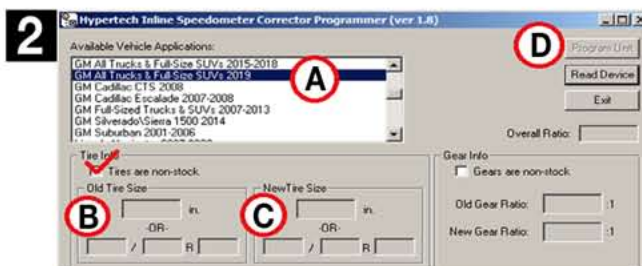 2
Hypertech Inline Speedometer Corrector Programmer (ver 1.8)
Available Vehicle Applications:
GM All Trucks & Full-Size SUVs 2015-2018
GM All Trucks & Full-Size SUVs 2019
GM Cadillac CTS 2008
GM Cadillac Escalade 2007-2008
GM Full-Sized Trucks & SUVs 2007-2013
GM Silverado\Sierra 1500 2014
GM Suburban 2001-2006
A
D
Program Unit
Read Device
Exit
Overall Ratio:
Tire Info
Tires are non-stock.
Old Tire Size
B
in.
-OR-
/ R
New Tire Size
C
in.
-OR-
/ R
Gear Info
Gears are non-stock.
Old Gear Ratio: :1
New Gear Ratio: :1